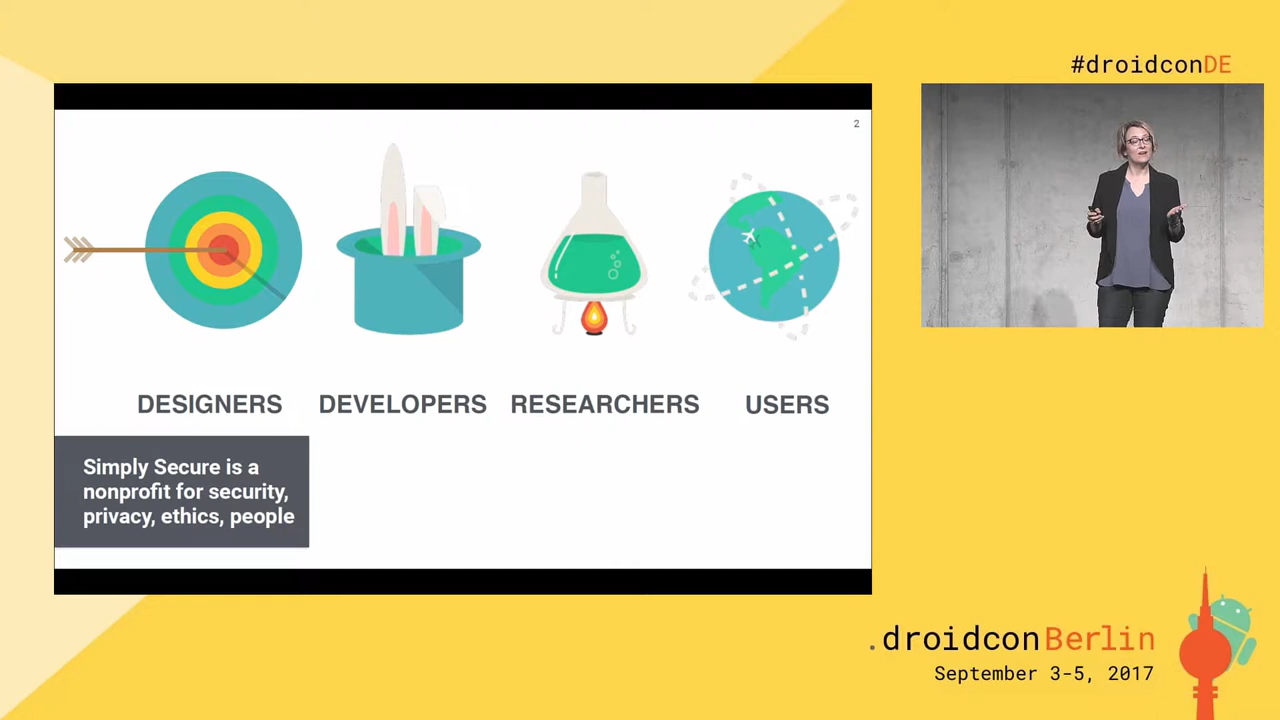 #droidconDE
2
DESIGNERS
DEVELOPERS
RESEARCHERS
USERS
Simply Secure is a
nonprofit for security,
privacy, ethics, people
.droidconBerlin
September 3-5, 2017